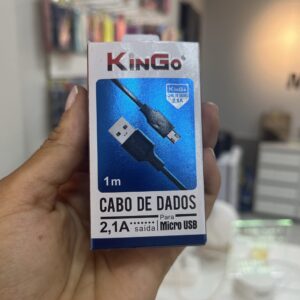 KinGo
KinGo
2.1A
1m
CABO DE DADOS
2,1A saída Para Micro USB